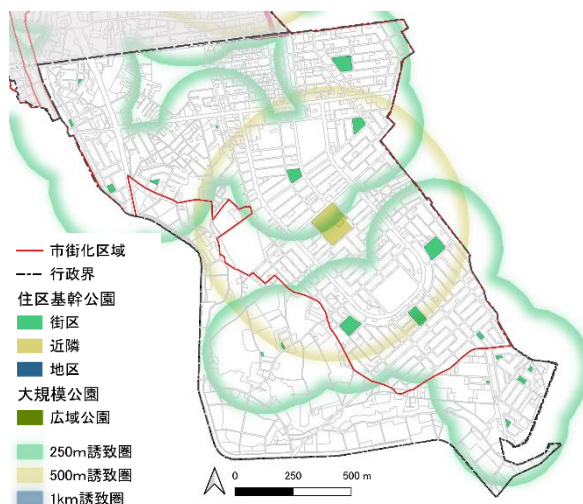 市街化区域
行政界
住区基幹公園
街区
近隣
地区
大規模公園
広域公園
250m誘致圏
500m誘致圏
1km誘致圏
0 250 500 m